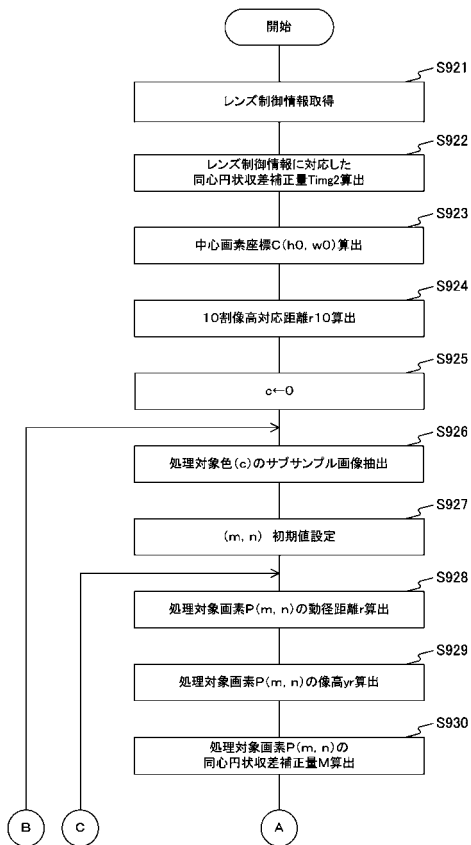 開始
S921
レンズ制御情報取得
S922
レンズ制御情報に対応した
同心円状収差補正量Timg2算出
S923
中心画素座標C(h0, w0)算出
S924
10割像高対応距離r10算出
S925
c←0
S926
処理対象色(c)のサブサンプル画像抽出
S927
(m, n) 初期値設定
S928
処理対象画素P(m, n)の動径距離r算出
S929
処理対象画素P(m, n)の像高yr算出
S930
処理対象画素P(m, n)の
同心円状収差補正量M算出
B
C
A